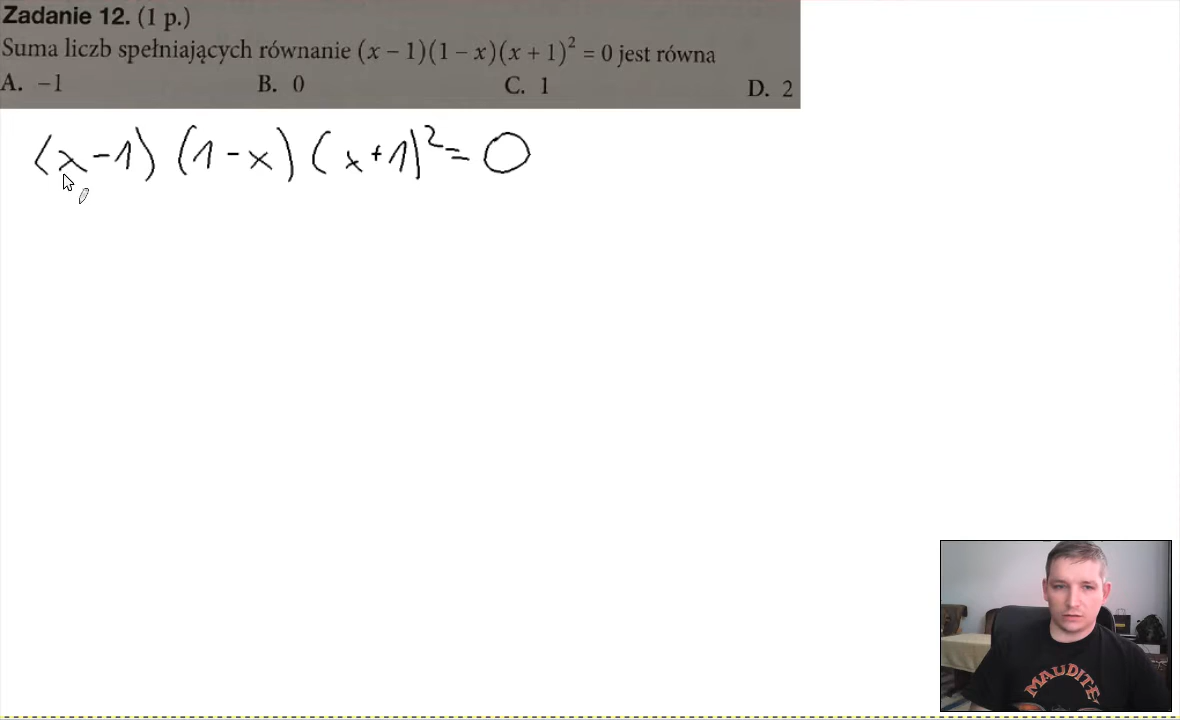 Zadanie 12. (1 p.)
Suma liczb spełniających równanie (x − 1)(1 − x)(x + 1)² = 0 jest równa
A. −1 B. 0 C. 1 D. 2
(x-1) (1-x) (x+1)² = 0
MAUDITE